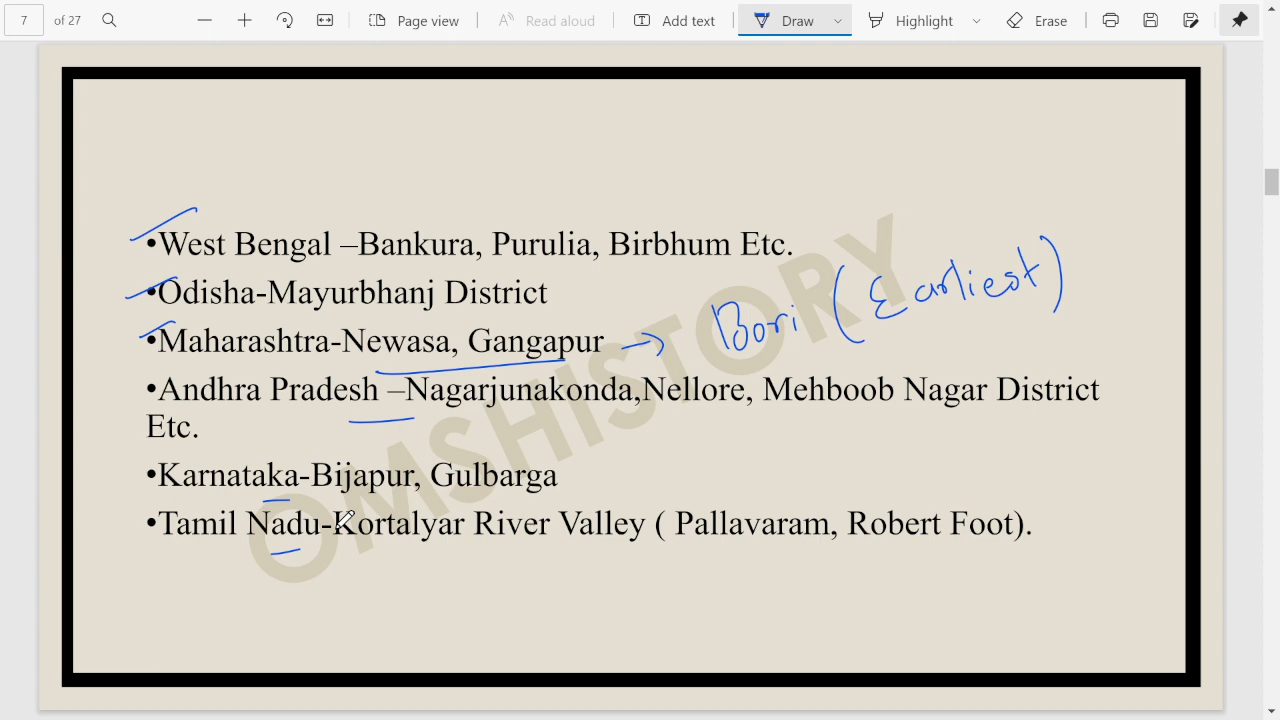 7 of 27 Page view Read aloud Add text Draw Highlight Erase
•West Bengal –Bankura, Purulia, Birbhum Etc.
•Odisha-Mayurbhanj District
•Maharashtra-Newasa, Gangapur → Bori (Earliest)
•Andhra Pradesh –Nagarjunakonda,Nellore, Mehboob Nagar District
Etc.
•Karnataka-Bijapur, Gulbarga
•Tamil Nadu-Kortalyar River Valley ( Pallavaram, Robert Foot).
OMSHISTORY